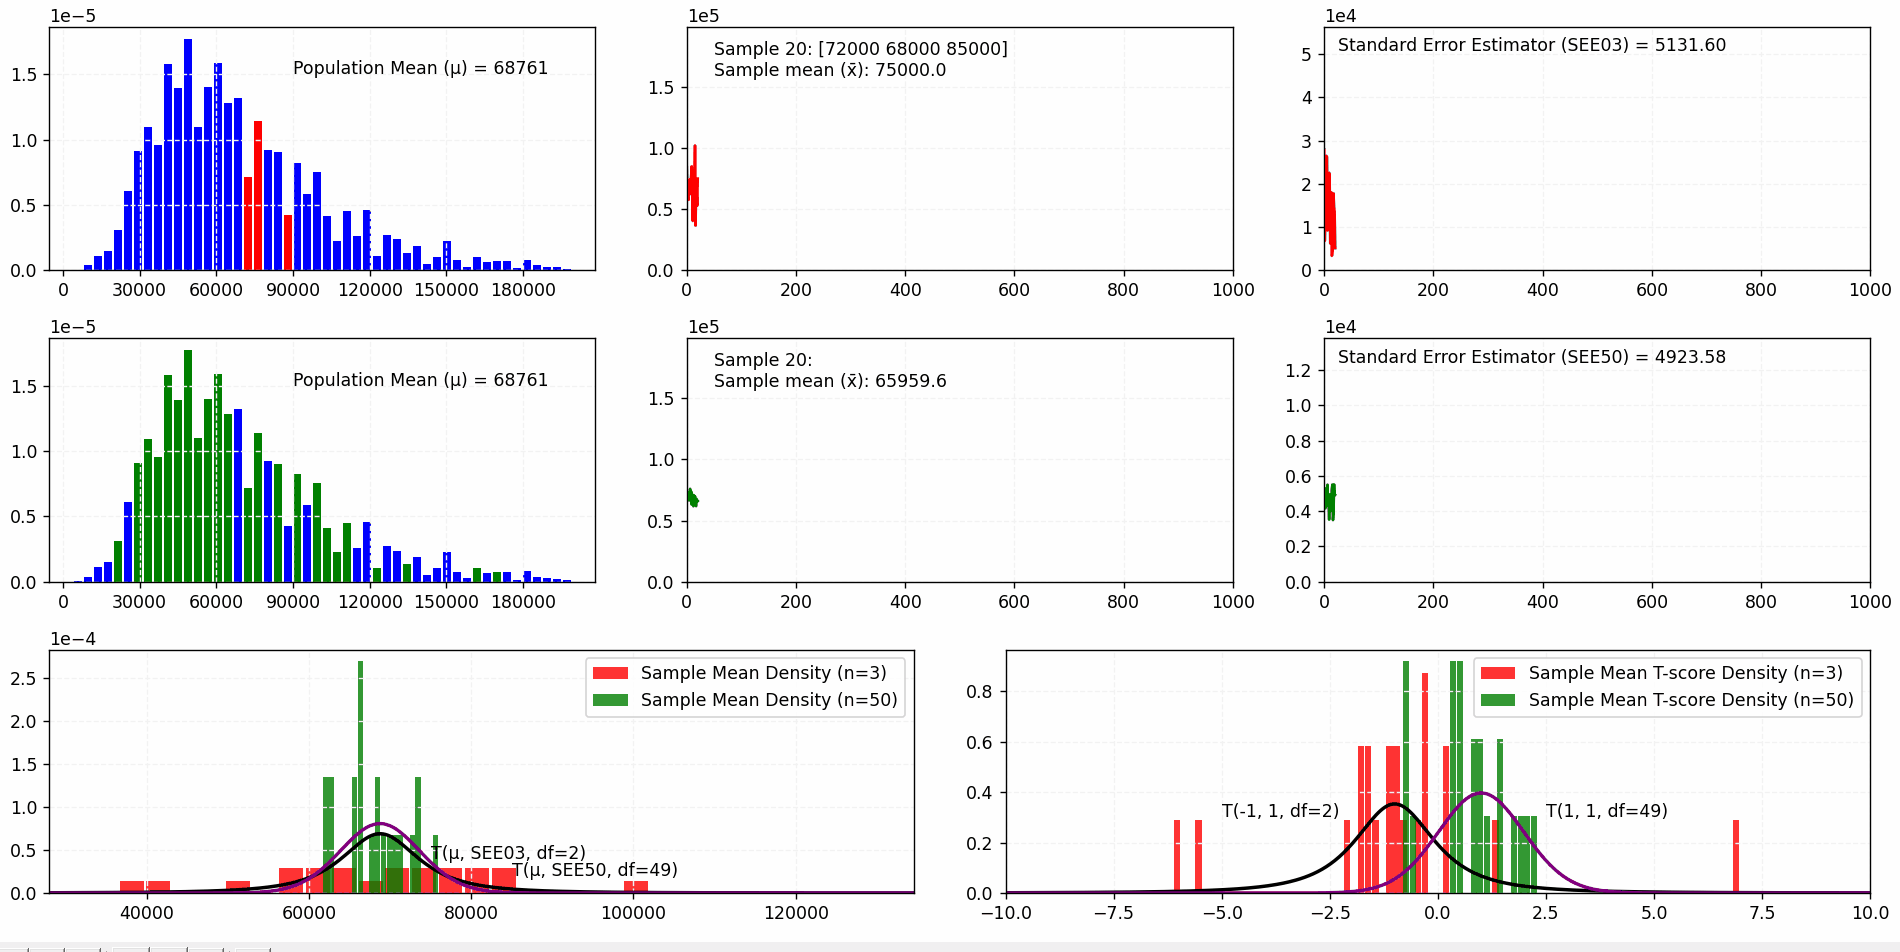 1e−5
Population Mean (μ) = 68761
1.5
1.0
0.5
0.0
0 30000 60000 90000 120000 150000 180000
1e5
Sample 20: [72000 68000 85000]
Sample mean (x̄): 75000.0
1.5
1.0
0.5
0.0
0 200 400 600 800 1000
1e4
Standard Error Estimator (SEE03) = 5131.60
5
4
3
2
1
0
0 200 400 600 800 1000
1e−5
Population Mean (μ) = 68761
1.5
1.0
0.5
0.0
0 30000 60000 90000 120000 150000 180000
1e5
Sample 20:
Sample mean (x̄): 65959.6
1.5
1.0
0.5
0.0
0 200 400 600 800 1000
1e4
Standard Error Estimator (SEE50) = 4923.58
1.2
1.0
0.8
0.6
0.4
0.2
0.0
0 200 400 600 800 1000
1e−4
Sample Mean Density (n=3)
Sample Mean Density (n=50)
2.5
2.0
1.5
1.0
0.5
0.0
T(μ, SEE03, df=2)
T(μ, SEE50, df=49)
40000 60000 80000 100000 120000
Sample Mean T-score Density (n=3)
Sample Mean T-score Density (n=50)
0.8
0.6
0.4
0.2
0.0
T(-1, 1, df=2)
T(1, 1, df=49)
−10.0 −7.5 −5.0 −2.5 0.0 2.5 5.0 7.5 10.0